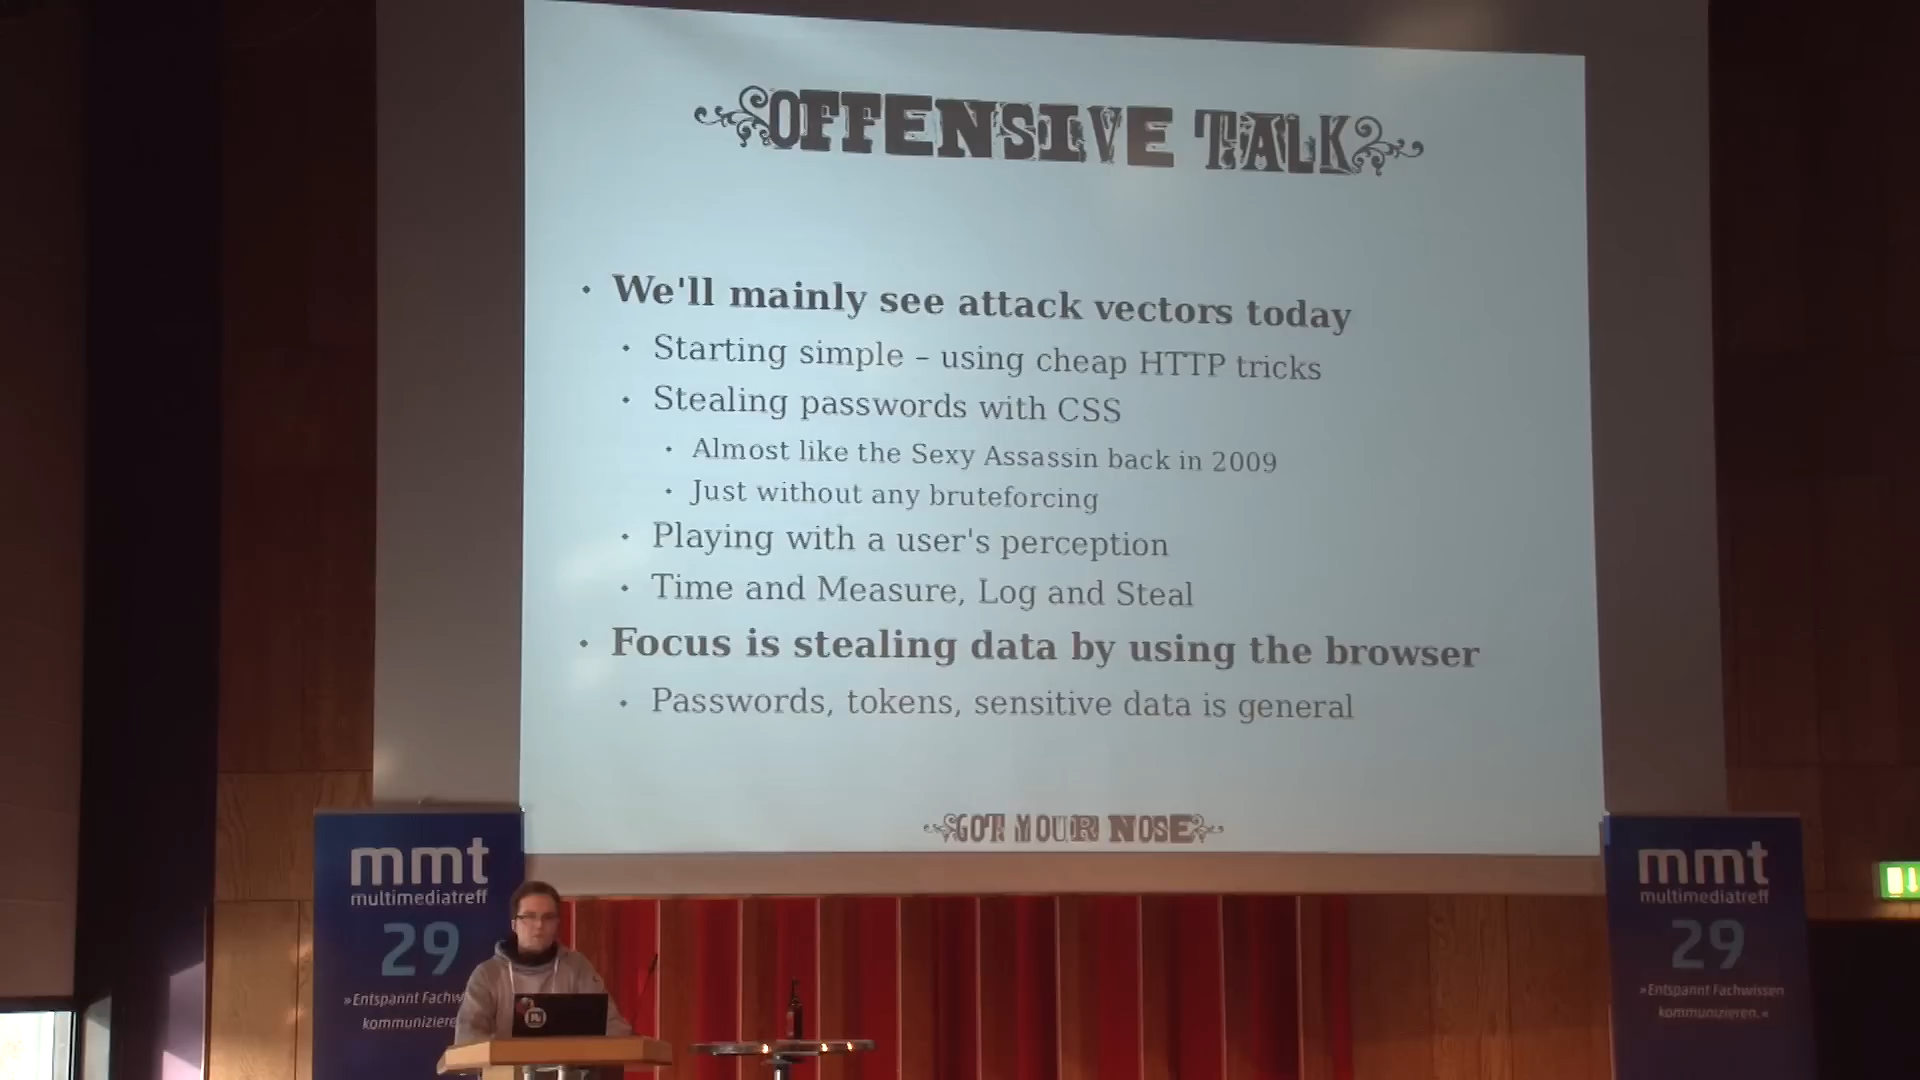 OFFENSIVE TALK
• We'll mainly see attack vectors today
• Starting simple – using cheap HTTP tricks
• Stealing passwords with CSS
• Almost like the Sexy Assassin back in 2009
• Just without any bruteforcing
• Playing with a user's perception
• Time and Measure, Log and Steal
• Focus is stealing data by using the browser
• Passwords, tokens, sensitive data is general
GOT YOUR NOSE
mmt
multimediatreff
29
»Entspannt Fachw
kommuniziere
mmt
multimediatreff
29
»Entspannt Fachwissen
kommunizieren.«